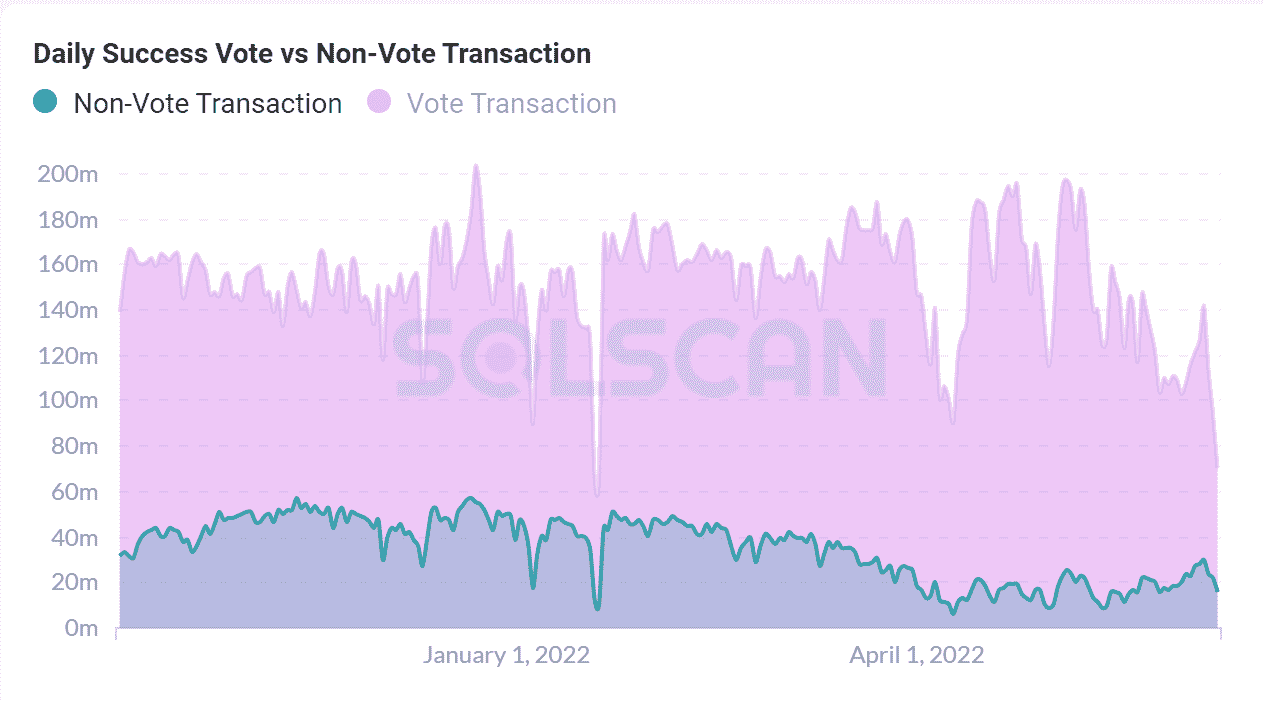 Daily Success Vote vs Non-Vote Transaction
Non-Vote Transaction Vote Transaction
200m
180m
160m
140m
120m
100m
80m
60m
40m
20m
0m
SOLSCAN
January 1, 2022 April 1, 2022